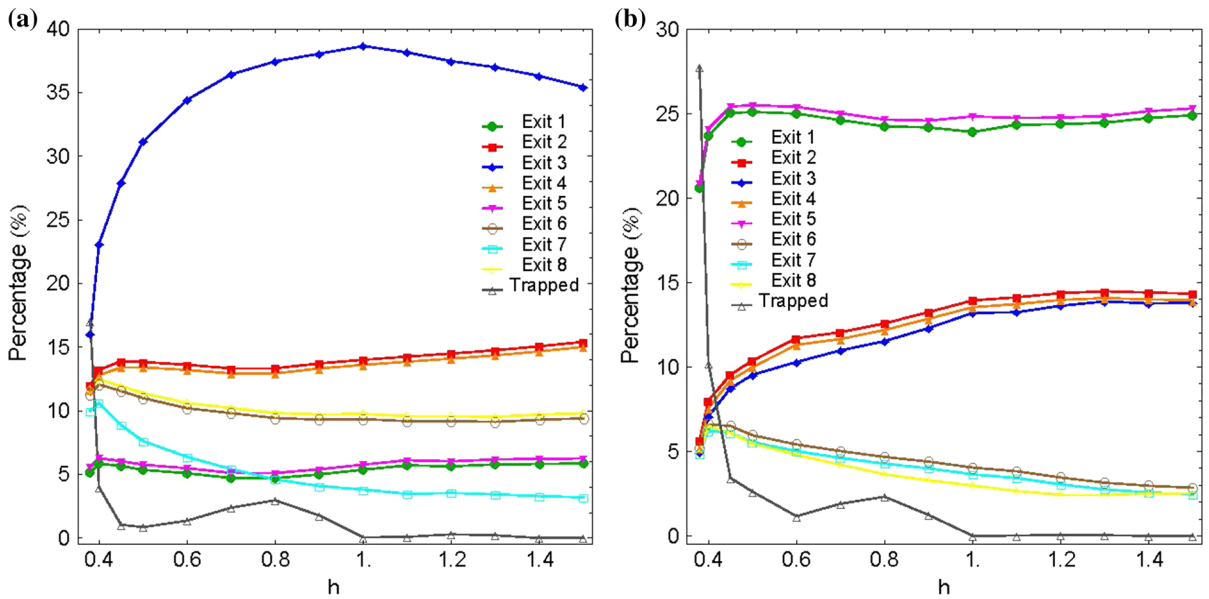 (a)
40
35
30
25
20
15
10
5
0
Percentage (%)
Exit 1
Exit 2
Exit 3
Exit 4
Exit 5
Exit 6
Exit 7
Exit 8
Trapped
0.4 0.6 0.8 1. 1.2 1.4
h
(b)
30
25
20
15
10
5
0
Percentage (%)
Exit 1
Exit 2
Exit 3
Exit 4
Exit 5
Exit 6
Exit 7
Exit 8
Trapped
0.4 0.6 0.8 1. 1.2 1.4
h